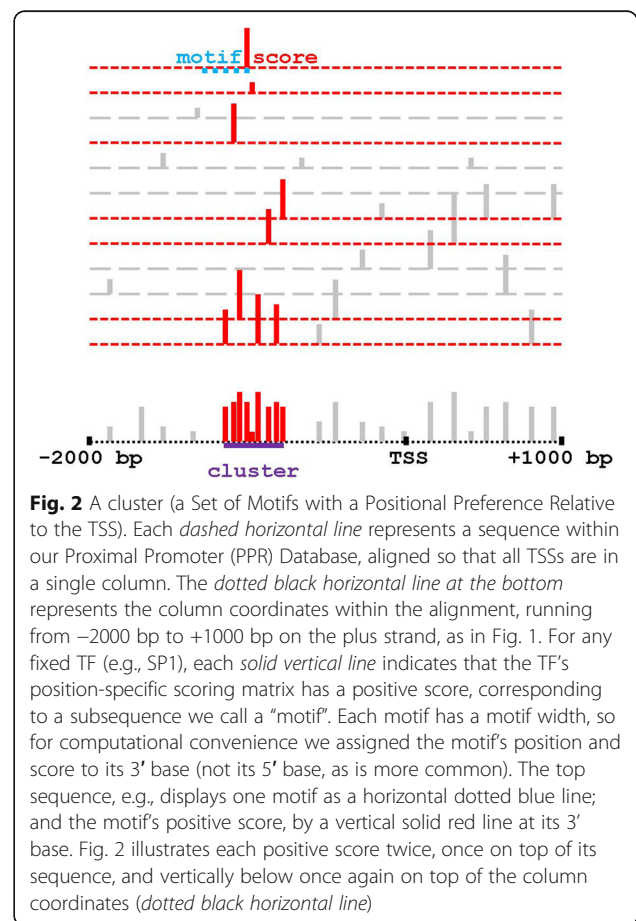 motif score
-2000 bp
TSS
+1000 bp
cluster
Fig. 2 A cluster (a Set of Motifs with a Positional Preference Relative
to the TSS). Each dashed horizontal line represents a sequence within
our Proximal Promoter (PPR) Database, aligned so that all TSSs are in
a single column. The dotted black horizontal line at the bottom
represents the column coordinates within the alignment, running
from −2000 bp to +1000 bp on the plus strand, as in Fig. 1. For any
fixed TF (e.g., SP1), each solid vertical line indicates that the TF's
position-specific scoring matrix has a positive score, corresponding
to a subsequence we call a “motif”. Each motif has a motif width, so
for computational convenience we assigned the motif's position and
score to its 3′ base (not its 5′ base, as is more common). The top
sequence, e.g., displays one motif as a horizontal dotted blue line;
and the motif's positive score, by a vertical solid red line at its 3’
base. Fig. 2 illustrates each positive score twice, once on top of its
sequence, and vertically below once again on top of the column
coordinates (dotted black horizontal line)